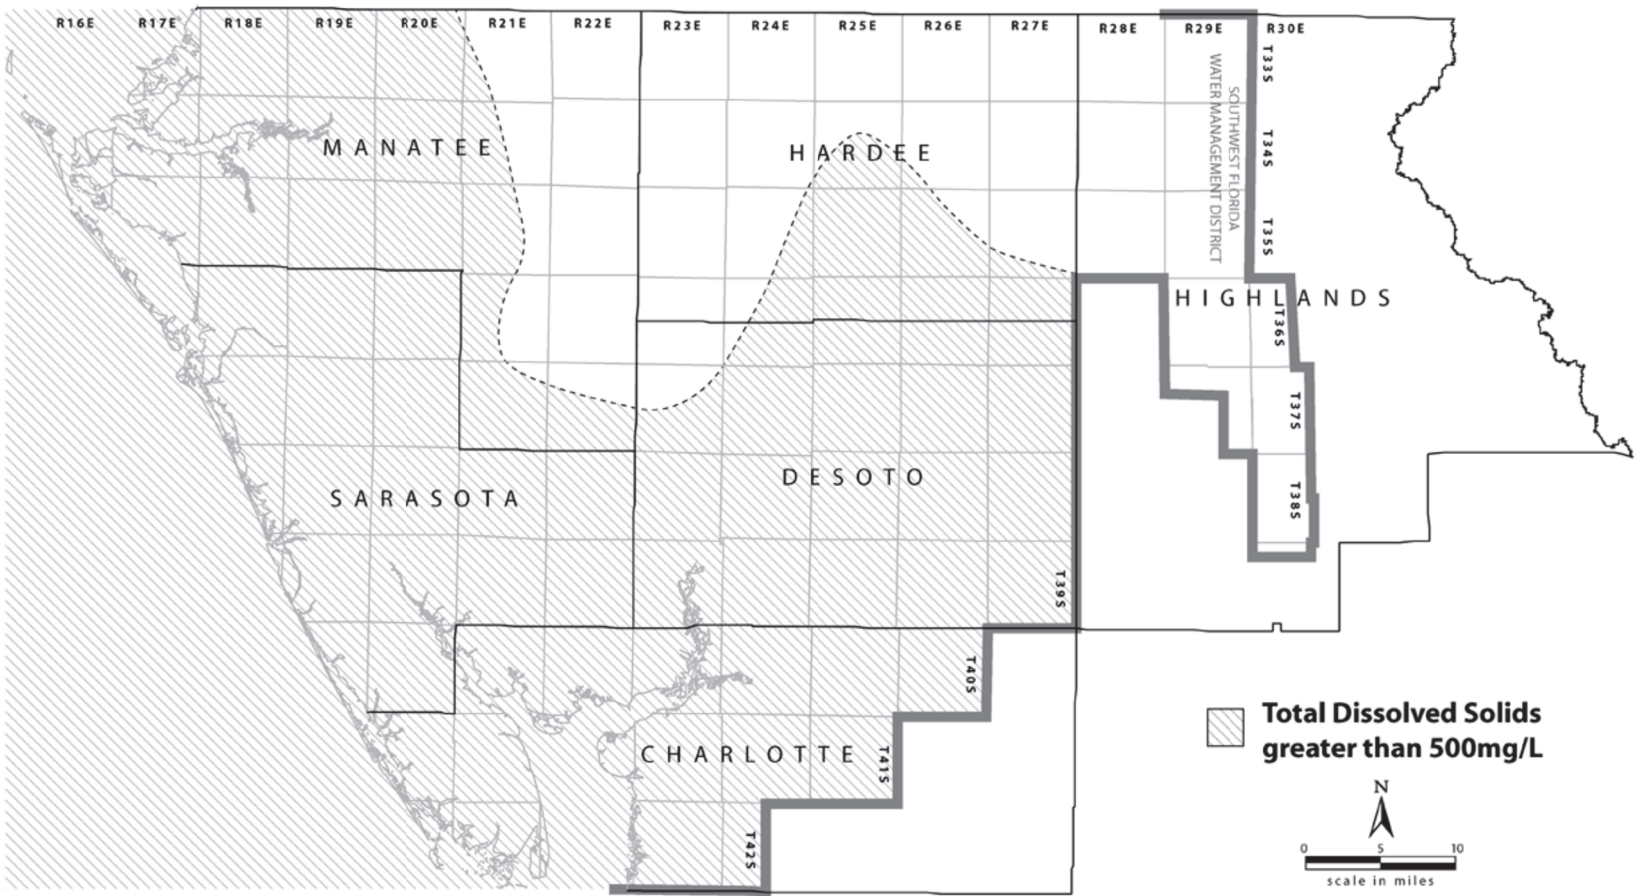 R16E R17E R18E R19E R20E R21E R22E R23E R24E R25E R26E R27E R28E R29E R30E
T33S
SOUTHWEST FLORIDA
WATER MANAGEMENT DISTRICT
MANATEE
HARDEE
T34S
T35S
HIGHLANDS
T36S
T37S
SARASOTA
DESOTO
T38S
T39S
T40S
CHARLOTTE
T41S
T42S
Total Dissolved Solids
greater than 500mg/L
N
0 5 10
scale in miles